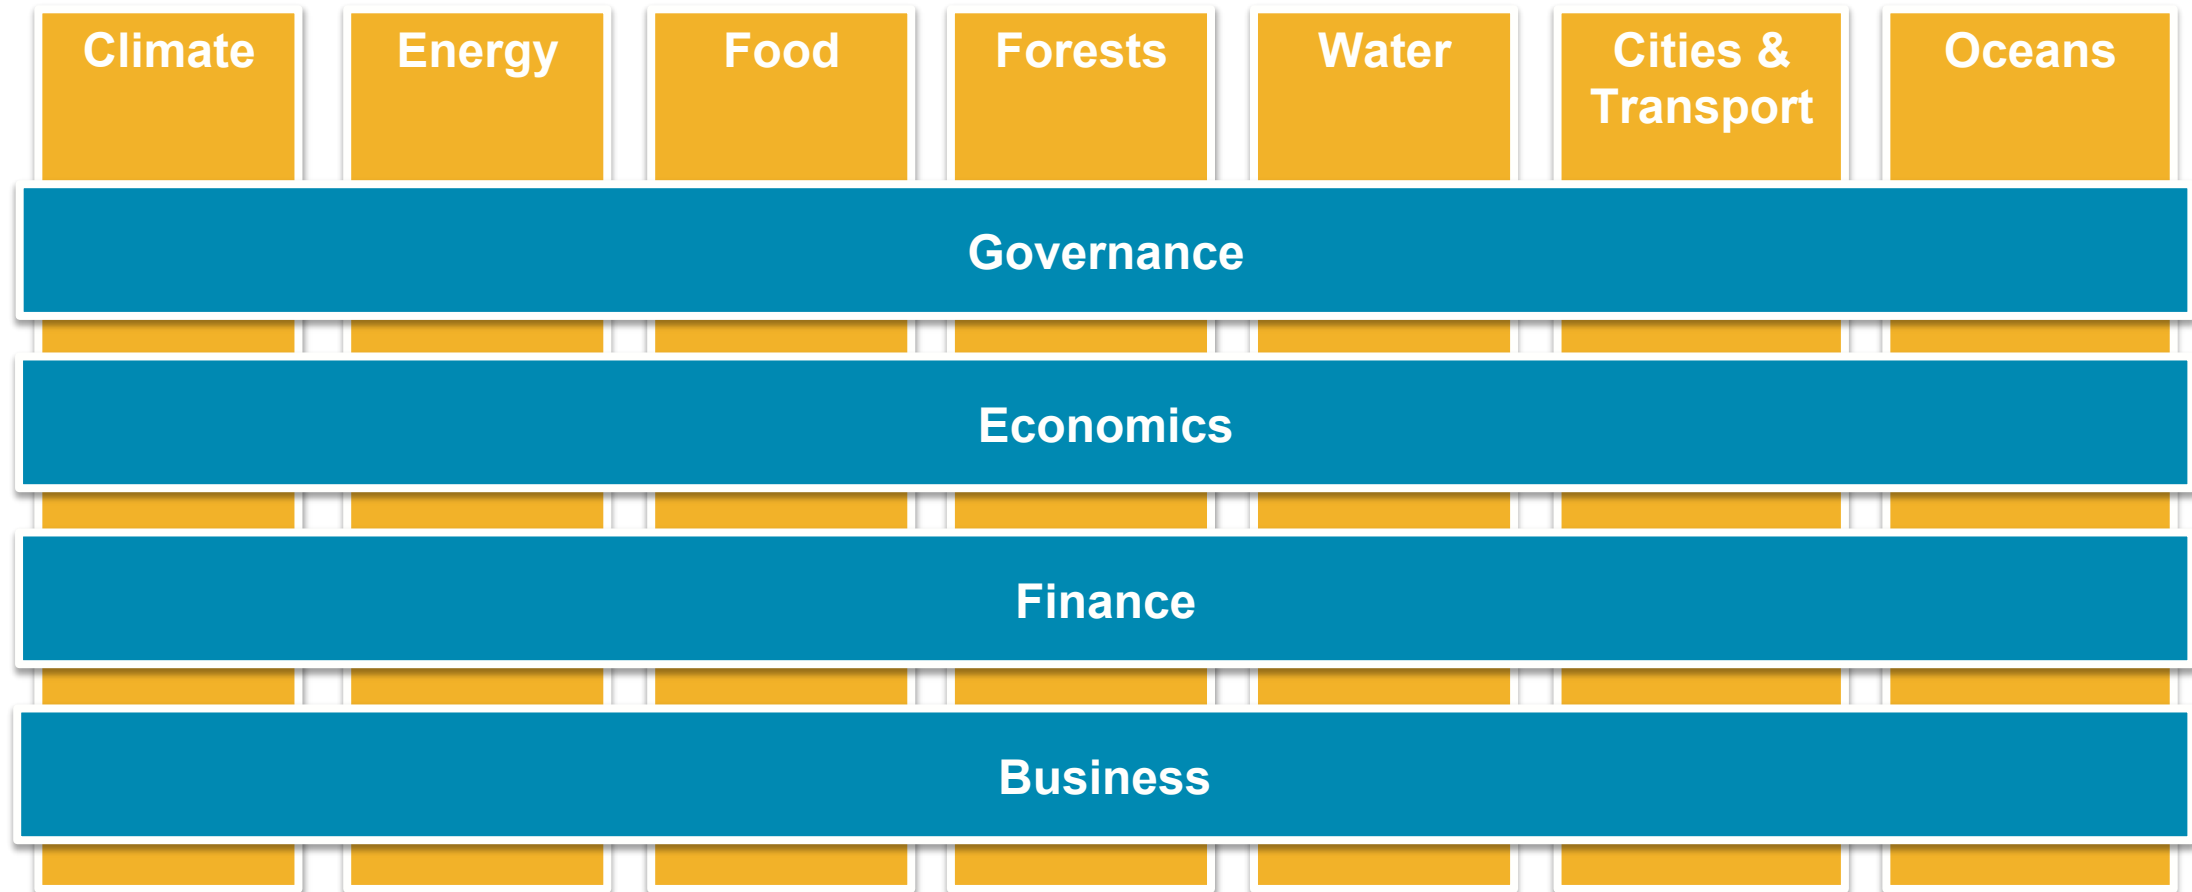 Climate
Energy
Food
Forests
Water
Cities &
Transport
Oceans
Governance
Economics
Finance
Business